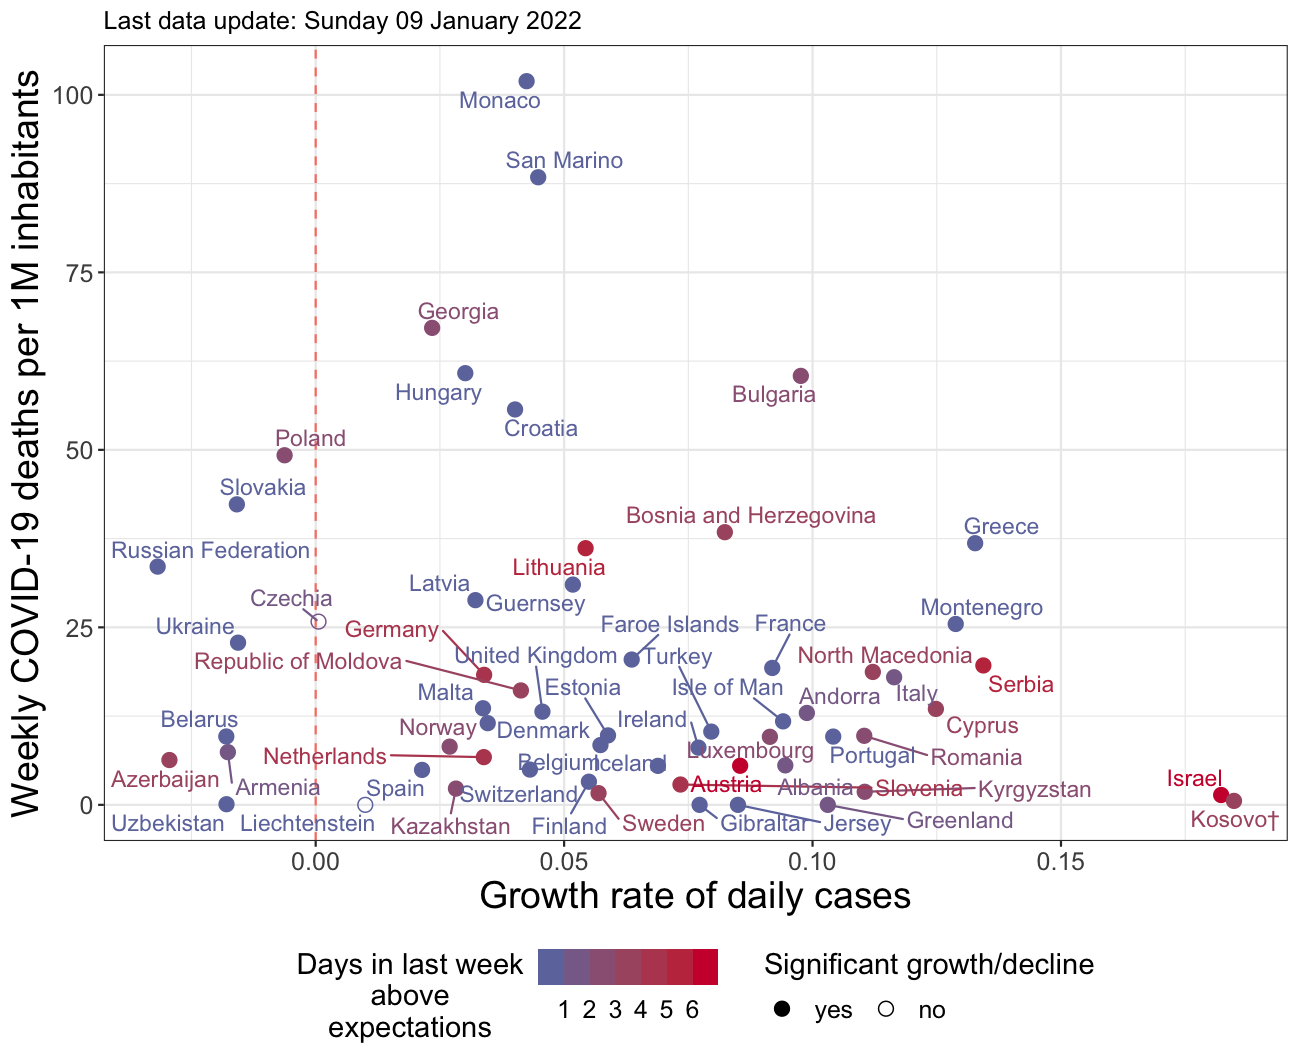 Last data update: Sunday 09 January 2022
Weekly COVID-19 deaths per 1M inhabitants
100
75
50
25
0
Monaco
San Marino
Georgia
Hungary
Bulgaria
Croatia
Poland
Slovakia
Bosnia and Herzegovina
Greece
Russian Federation
Lithuania
Latvia
Guernsey
Czechia
Montenegro
Ukraine
Germany
Faroe Islands
France
Republic of Moldova
United Kingdom
Turkey
North Macedonia
Malta
Estonia
Isle of Man
Andorra
Italy
Serbia
Belarus
Norway
Denmark
Ireland
Cyprus
Netherlands
Belgium
Iceland
Luxembourg
Portugal
Romania
Azerbaijan
Armenia
Spain
Switzerland
Austria
Albania
Slovenia
Kyrgyzstan
Israel
Uzbekistan
Liechtenstein
Kazakhstan
Finland
Sweden
Gibraltar
Jersey
Greenland
Kosovo†
0.00
0.05
0.10
0.15
Growth rate of daily cases
Days in last week
above
expectations
1 2 3 4 5 6
Significant growth/decline
yes
no